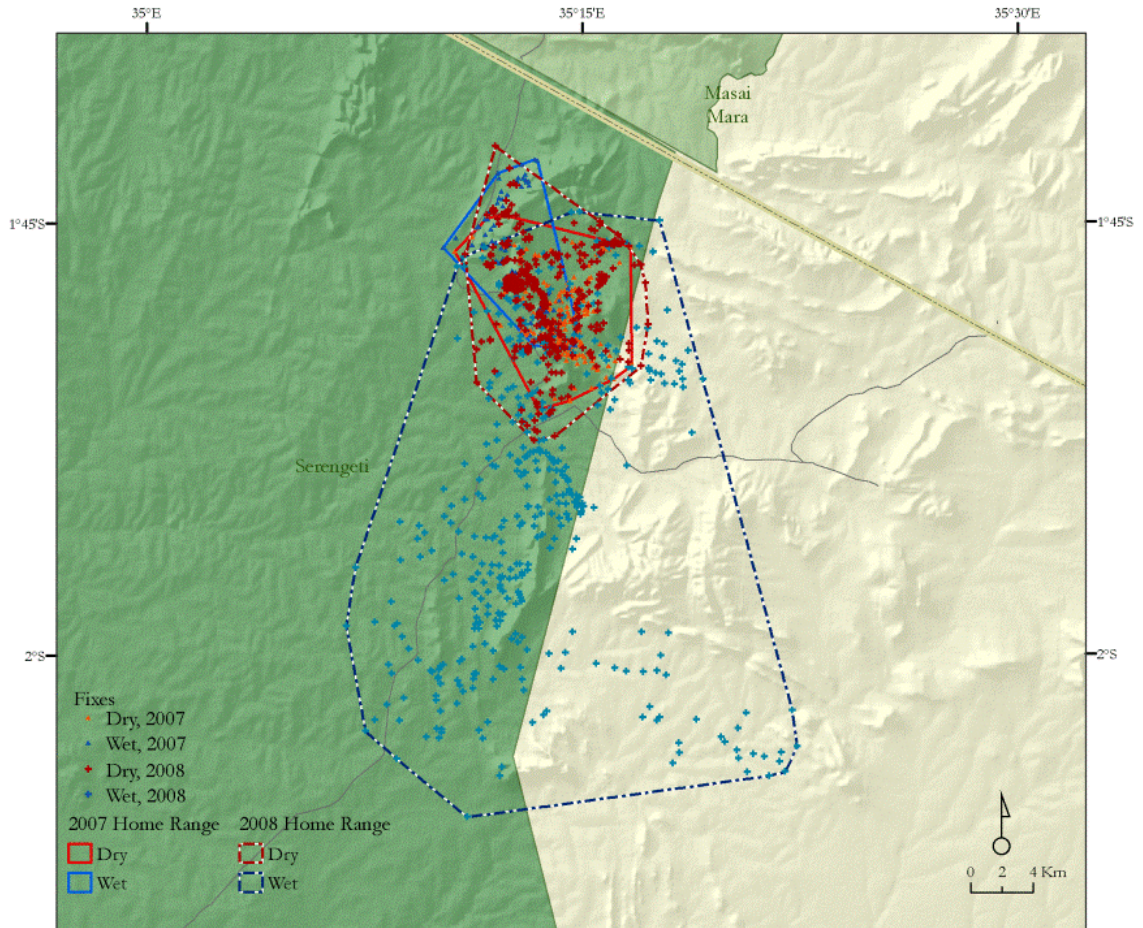 35°E
35°15'E
35°30'E
Masai
Mara
1°45'S
1°45'S
Serengeti
2°S
2°S
Fixes
Dry, 2007
Wet, 2007
Dry, 2008
Wet, 2008
2007 Home Range
2008 Home Range
Dry
Dry
Wet
Wet
0 2 4 Km